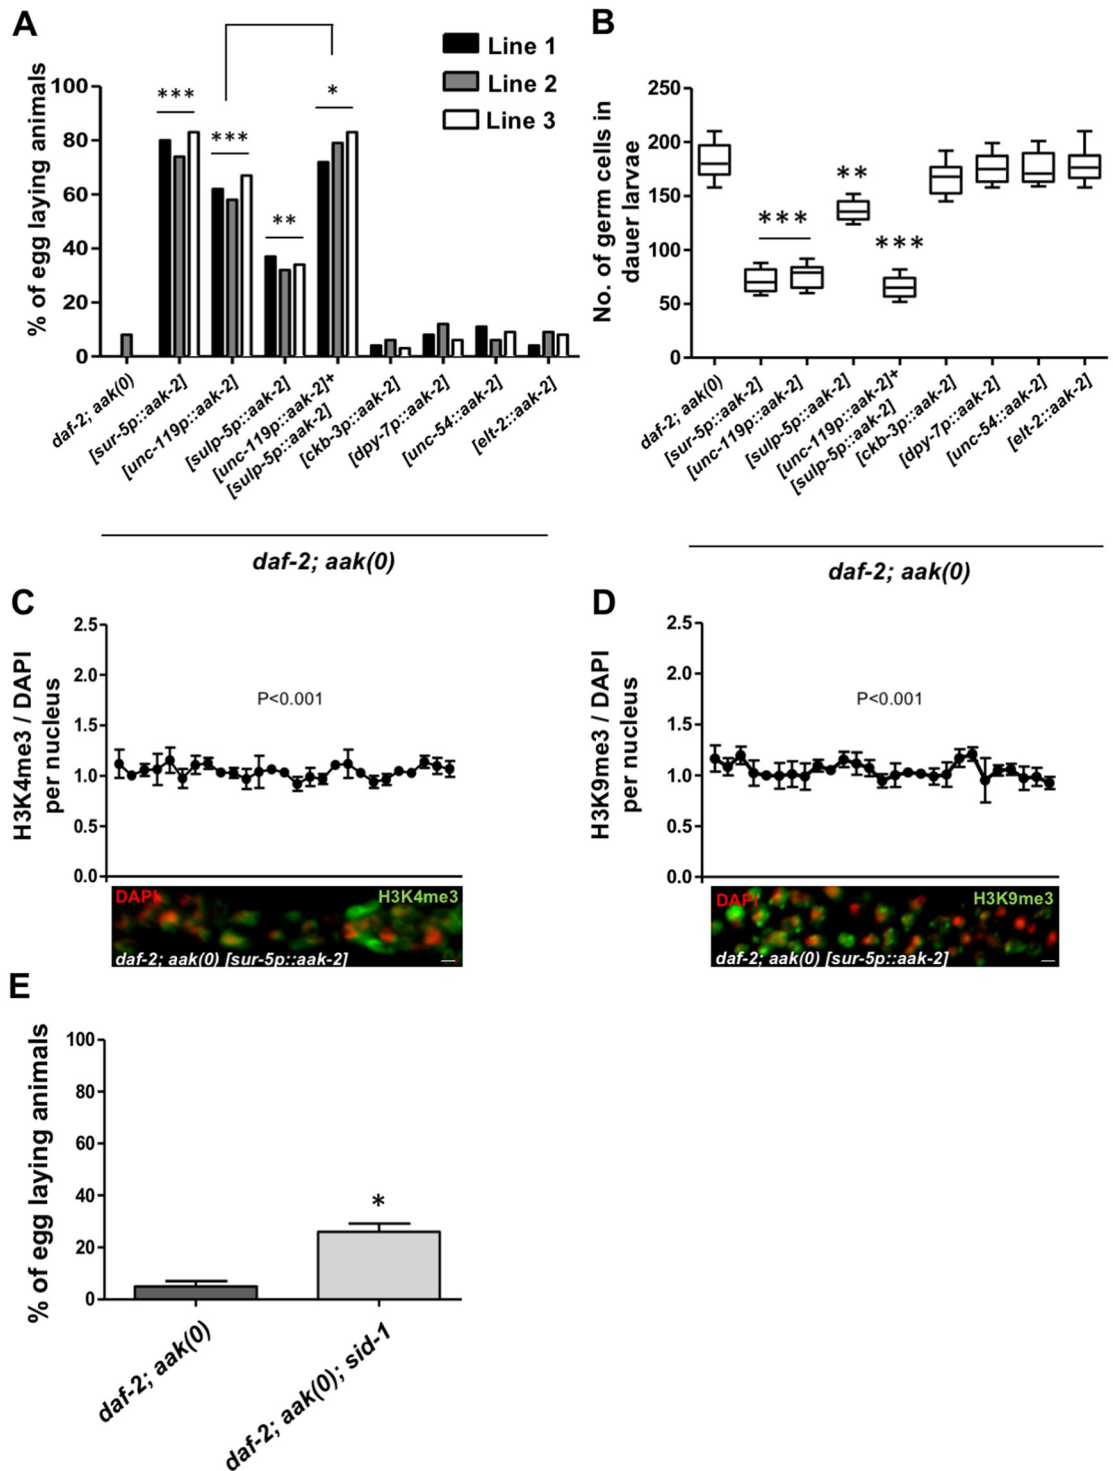 A
% of egg laying animals
100
80
60
40
20
0
***
***
**
*
Line 1
Line 2
Line 3
daf-2; aak(0)
[sur-5p::aak-2]
[unc-119p::aak-2]
[sulp-5p::aak-2]
[unc-119p::aak-2]+
[sulp-5p::aak-2]
[ckb-3p::aak-2]
[dpy-7p::aak-2]
[unc-54::aak-2]
[elt-2::aak-2]
daf-2; aak(0)
B
No. of germ cells in
dauer larvae
250
200
150
100
50
0
***
**
***
daf-2; aak(0)
[sur-5p::aak-2]
[unc-119p::aak-2]
[sulp-5p::aak-2]
[unc-119p::aak-2]+
[sulp-5p::aak-2]
[ckb-3p::aak-2]
[dpy-7p::aak-2]
[unc-54::aak-2]
[elt-2::aak-2]
daf-2; aak(0)
C
H3K4me3 / DAPI
per nucleus
2.5
2.0
1.5
1.0
0.5
0.0
P<0.001
DAPI
H3K4me3
daf-2; aak(0) [sur-5p::aak-2]
D
H3K9me3 / DAPI
per nucleus
2.5
2.0
1.5
1.0
0.5
0.0
P<0.001
DAPI
H3K9me3
daf-2; aak(0) [sur-5p::aak-2]
E
% of egg laying animals
100
80
60
40
20
0
*
daf-2; aak(0)
daf-2; aak(0); sid-1